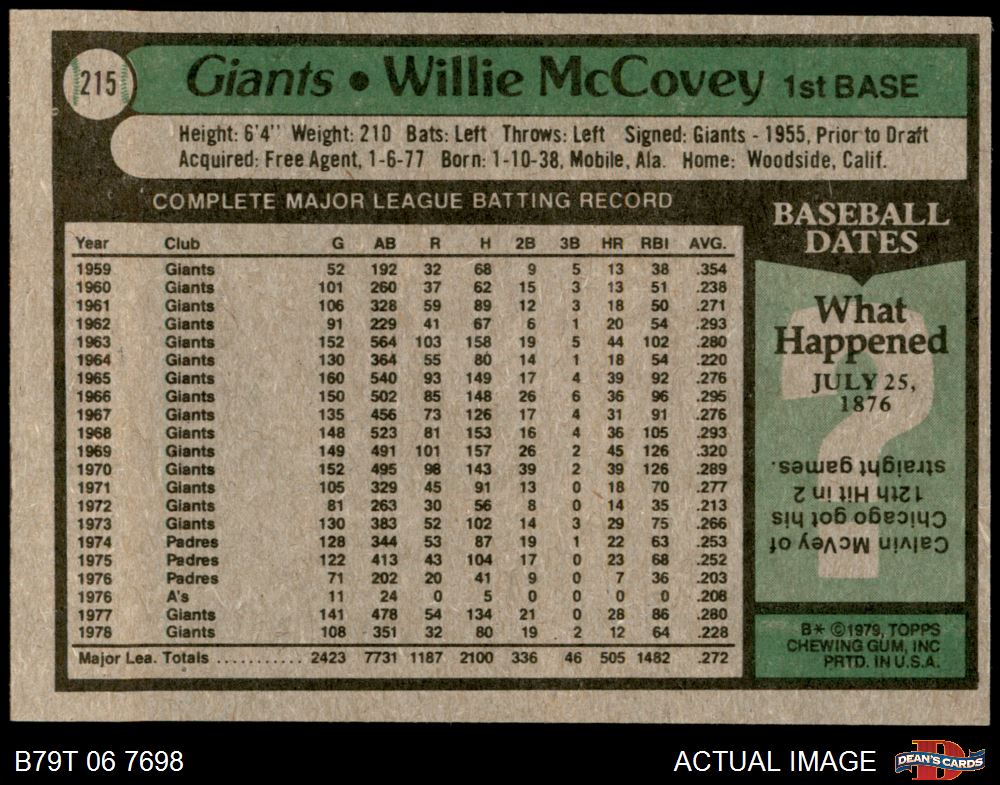 215
Giants • Willie McCovey 1st BASE
Height: 6'4" Weight: 210 Bats: Left Throws: Left Signed: Giants - 1955, Prior to Draft
Acquired: Free Agent, 1-6-77 Born: 1-10-38, Mobile, Ala. Home: Woodside, Calif.
COMPLETE MAJOR LEAGUE BATTING RECORD
Year Club G AB R H 2B 3B HR RBI AVG.
1959 Giants 52 192 32 68 9 5 13 38 .354
1960 Giants 101 260 37 62 15 3 13 51 .238
1961 Giants 106 328 59 89 12 3 18 50 .271
1962 Giants 91 229 41 67 6 1 20 54 .293
1963 Giants 152 564 103 158 19 5 44 102 .280
1964 Giants 130 364 55 80 14 1 18 54 .220
1965 Giants 160 540 93 149 17 4 39 92 .276
1966 Giants 150 502 85 148 26 6 36 96 .295
1967 Giants 135 456 73 126 17 4 31 91 .276
1968 Giants 148 523 81 153 16 4 36 105 .293
1969 Giants 149 491 101 157 26 2 45 126 .320
1970 Giants 152 495 98 143 39 2 39 126 .289
1971 Giants 105 329 45 91 13 0 18 70 .277
1972 Giants 81 263 30 56 8 0 14 35 .213
1973 Giants 130 383 52 102 14 3 29 75 .266
1974 Padres 128 344 53 87 19 1 22 63 .253
1975 Padres 122 413 43 104 17 0 23 68 .252
1976 Padres 71 202 20 41 9 0 7 36 .203
1976 A's 11 24 0 5 0 0 0 0 .208
1977 Giants 141 478 54 134 21 0 28 86 .280
1978 Giants 108 351 32 80 19 2 12 64 .228
Major Lea. Totals ........... 2423 7731 1187 2100 336 46 505 1482 .272
BASEBALL
DATES
What
Happened
JULY 25,
1876
?
Calvin McVey of
Chicago got his
12th Hit in 2
straight games.
B* ©1979, TOPPS
CHEWING GUM, INC
PRTD. IN U.S.A.
B79T 06 7698
ACTUAL IMAGE
D
DEAN'S CARDS